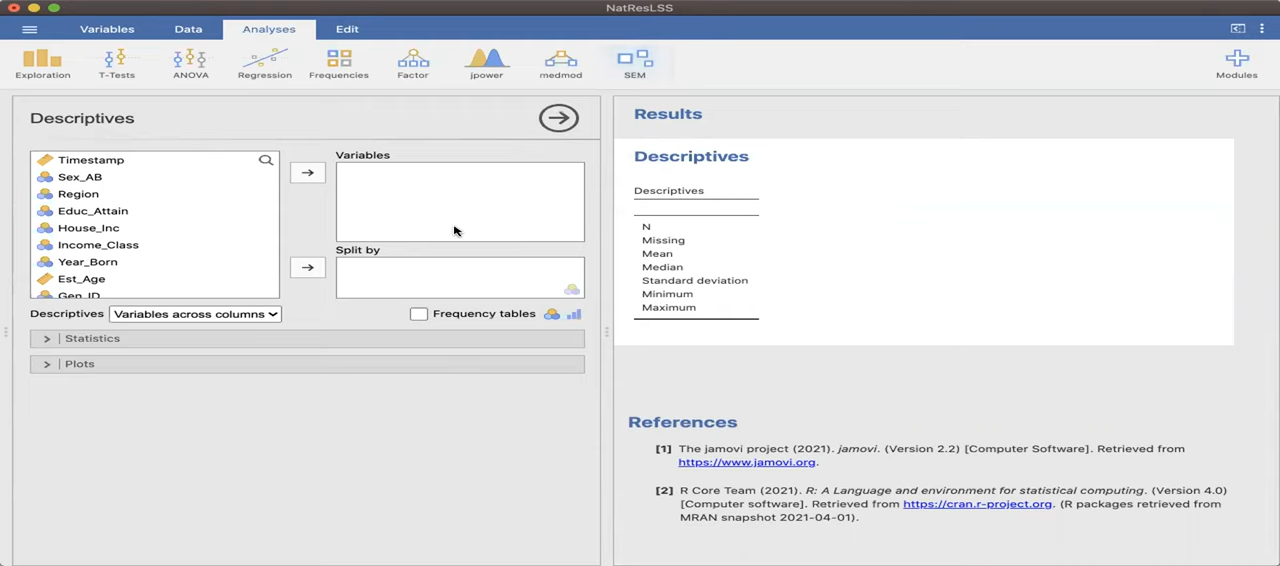 NatResLSS
Variables Data Analyses Edit
Exploration T-Tests ANOVA Regression Frequencies Factor jpower medmod SEM Modules
Descriptives
Timestamp
Sex_AB
Region
Educ_Attain
House_Inc
Income_Class
Year_Born
Est_Age
Gen_ID
Variables
Split by
Descriptives Variables across columns Frequency tables
Statistics
Plots
Results
Descriptives
Descriptives
N
Missing
Mean
Median
Standard deviation
Minimum
Maximum
References
[1] The jamovi project (2021). jamovi. (Version 2.2) [Computer Software]. Retrieved from
https://www.jamovi.org.
[2] R Core Team (2021). R: A Language and environment for statistical computing. (Version 4.0)
[Computer software]. Retrieved from https://cran.r-project.org. (R packages retrieved from
MRAN snapshot 2021-04-01).